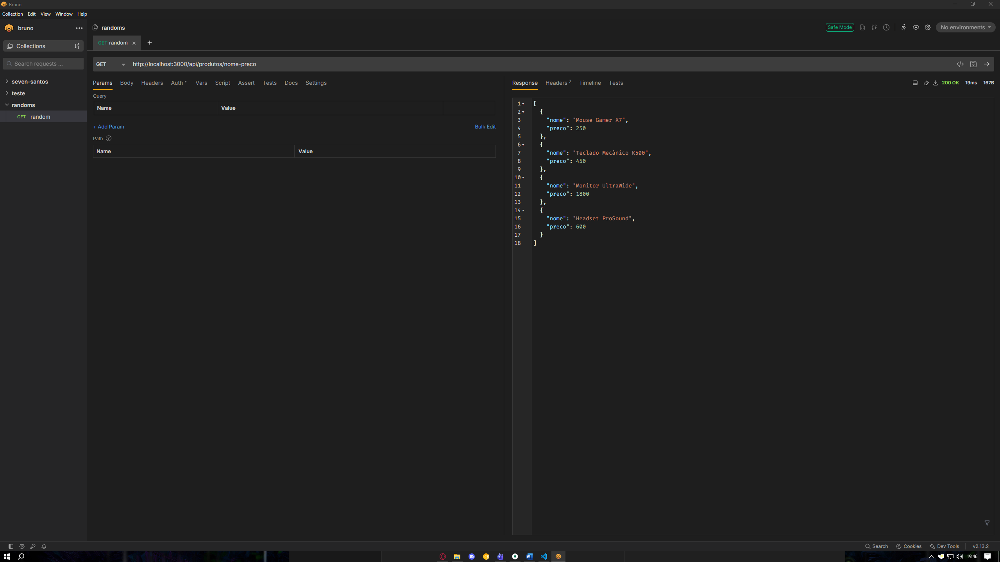 Bruno
Collection Edit View Window Help
bruno
randoms
Safe Mode
No environments
Collections
GET random
Search requests ...
GET http://localhost:3000/api/produtos/nome-preco
seven-santos
teste
randoms
GET random
Params Body Headers Auth Vars Script Assert Tests Docs Settings
Query
Name Value
+ Add Param Bulk Edit
Path
Name Value
Response Headers 7 Timeline Tests
200 OK 19ms 167B
1 [
2 {
3 "nome": "Mouse Gamer X7",
4 "preco": 250
5 },
6 {
7 "nome": "Teclado Mecânico K500",
8 "preco": 450
9 },
10 {
11 "nome": "Monitor UltraWide",
12 "preco": 1800
13 },
14 {
15 "nome": "Headset ProSound",
16 "preco": 600
17 }
18 ]
Search Cookies Dev Tools v2.13.2
19:46